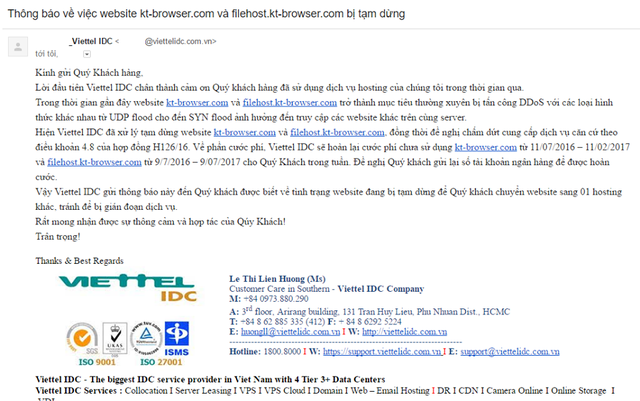 Thông báo về việc website kt-browser.com và filehost.kt-browser.com bị tạm dừng
_Viettel IDC < @viettelidc.com.vn>
tới tôi,
Kính gửi Quý Khách hàng,
Lời đầu tiên Viettel IDC chân thành cảm ơn Quý khách hàng đã sử dụng dịch vụ hosting của chúng tôi trong thời gian qua.
Trong thời gian gần đây website kt-browser.com và filehost.kt-browser.com trở thành mục tiêu thường xuyên bị tấn công DDoS với các loại hình
thức khác nhau từ UDP flood cho đến SYN flood ảnh hưởng đến truy cập các website khác trên cùng server.
Hiện Viettel IDC đã xử lý tạm dừng website kt-browser.com và filehost.kt-browser.com, đồng thời đề nghị chấm dứt cung cấp dịch vụ căn cứ theo
điều khoản 4.8 của hợp đồng H126/16. Về phần cước phí, Viettel IDC sẽ hoàn lại cước phí chưa sử dụng kt-browser.com từ 11/07/2016 – 11/02/2017
và filehost.kt-browser.com từ 9/7/2016 – 9/07/2017 cho Quý Khách trong tuần. Đề nghị Quý khách gửi lại số tài khoản ngân hàng để được hoàn
cước.
Vậy Viettel IDC gửi thông báo này đến Quý khách được biết về tình trạng website đang bị tạm dừng để Quý khách chuyển website sang 01 hosting
khác, tránh để bị gián đoạn dịch vụ.
Rất mong nhận được sự thông cảm và hợp tác của Qúy Khách!
Trân trọng!
Thanks & Best Regards
VIETTEL IDC
ISO 9001 ISO 27001
UKAS
ISMS
Le Thi Lien Huong (Ms)
Customer Care in Southern - Viettel IDC Company
M: +84 0973.880.290
A: 3rd floor, Arirang building, 131 Tran Huy Lieu, Phu Nhuan Dist., HCMC
T: +84 8 62 885 335 (412) F: + 84 8 6292 5224
E: huongll@viettelidc.com.vn I W: http://viettelidc.com.vn
Hotline: 1800.8000 I W: https://support.viettelidc.com.vn I E: support@viettelidc.com.vn
Viettel IDC - The biggest IDC service provider in Viet Nam with 4 Tier 3+ Data Centers
Viettel IDC Services : Collocation I Server Leasing I VPS I VPS Cloud I Domain I Web – Email Hosting I DR I CDN I Camera Online I Online Storage I